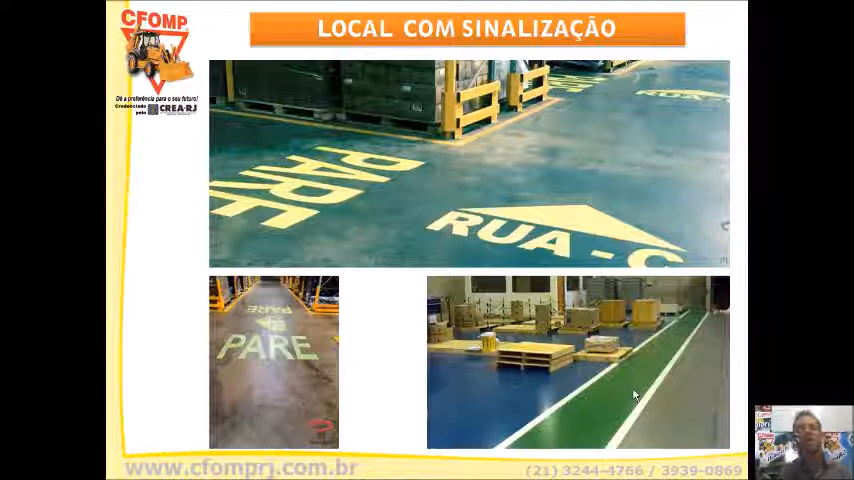 CFOMP
Dê a preferência para o seu futuro!
Credenciado
pelo CREA-RJ
LOCAL COM SINALIZAÇÃO
PARE
RUA-C
RUA-C
PARE
PARE
www.cfomprj.com.br
(21) 3244-4766 / 3939-0869
CFOMP